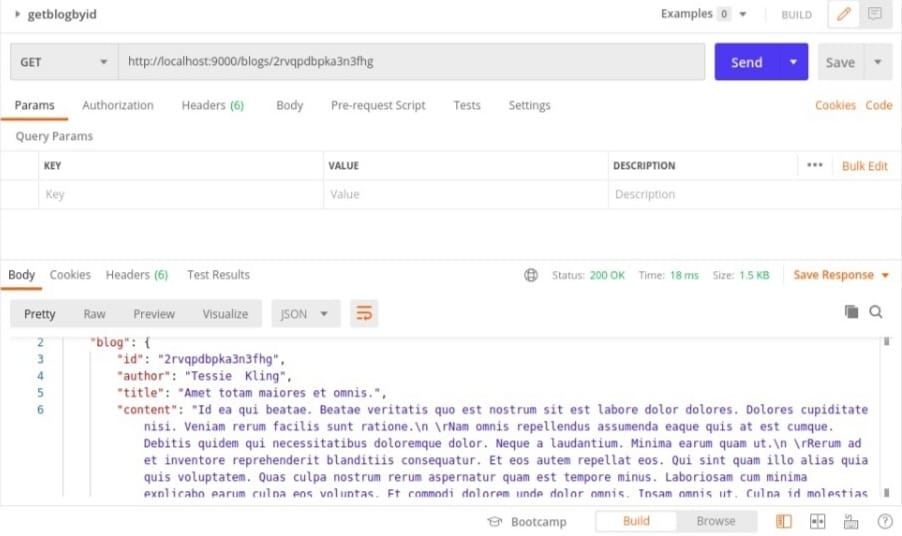 getblogbyid Examples 0 BUILD
GET http://localhost:9000/blogs/2rvqpdbpka3n3fhg Send Save
Params Authorization Headers (6) Body Pre-request Script Tests Settings Cookies Code
Query Params
KEY VALUE DESCRIPTION ••• Bulk Edit
Key Value Description
Body Cookies Headers (6) Test Results Status: 200 OK Time: 18 ms Size: 1.5 KB Save Response
Pretty Raw Preview Visualize JSON
2 "blog": {
3 "id": "2rvqpdbpka3n3fhg",
4 "author": "Tessie  Kling",
5 "title": "Amet totam maiores et omnis.",
6 "content": "Id ea qui beatae. Beatae veritatis quo est nostrum sit est labore dolor dolores. Dolores cupiditate
nisi. Veniam rerum facilis sunt ratione.\n \rNam omnis repellendus assumenda eaque quis at est cumque.
Debitis quidem qui necessitatibus doloremque dolor. Neque a laudantium. Minima earum quam ut.\n \rRerum ad
et inventore reprehenderit blanditiis consequatur. Et eos autem repellat eos. Qui sint quam illo alias quia
quis voluptatem. Quas culpa nostrum rerum aspernatur quam est tempore minus. Laboriosam cum minima
explicabo earum culpa eos voluptas. Et commodi dolorem unde dolor omnis. Ipsam omnis ut. Culpa id molestias
Bootcamp Build Browse